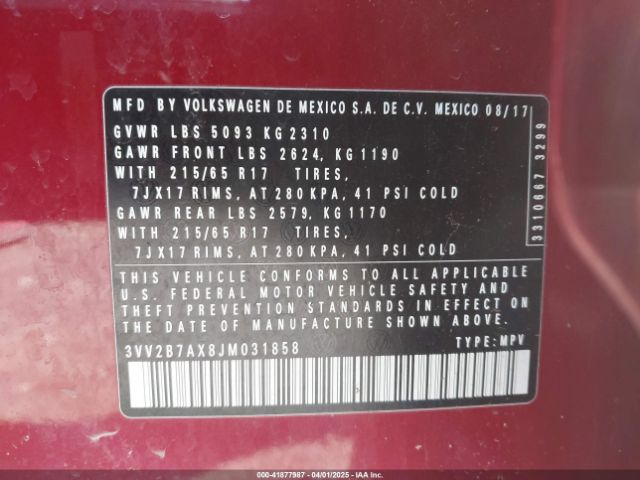 MFD BY VOLKSWAGEN DE MEXICO S.A. DE C.V. MEXICO 08/17
GVWR LBS 5093 KG 2310
GAWR FRONT LBS 2624, KG 1190
WITH 215/65 R17 TIRES,
7JX17 RIMS, AT 280 KPA, 41 PSI COLD
GAWR REAR LBS 2579, KG 1170
WITH 215/65 R17 TIRES,
7JX17 RIMS, AT 280 KPA, 41 PSI COLD
THIS VEHICLE CONFORMS TO ALL APPLICABLE
U.S. FEDERAL MOTOR VEHICLE SAFETY AND
THEFT PREVENTION STANDARDS IN EFFECT ON
THE DATE OF MANUFACTURE SHOWN ABOVE.
3VV2B7AX8JM031858 TYPE: MPV
3310667 3299
000-41877987 - 04/01/2025 - IAA Inc.